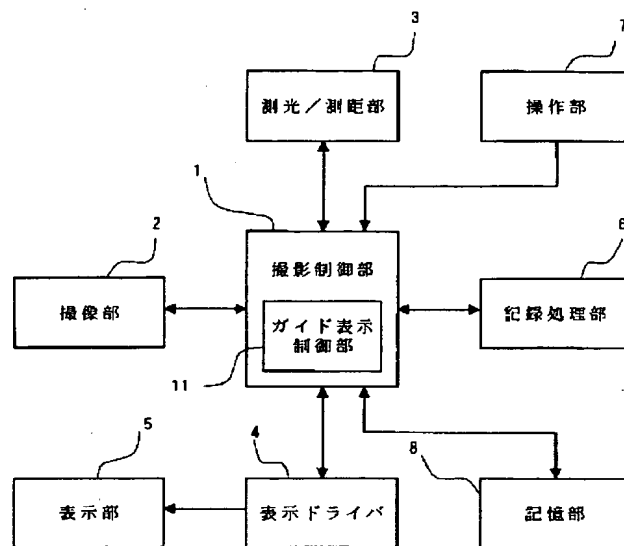 3
7
測光／測距部
操作部
1
2
6
撮影制御部
撮像部
記録処理部
ガイド表示
制御部
11
5
4
8
表示部
表示ドライバ
記憶部